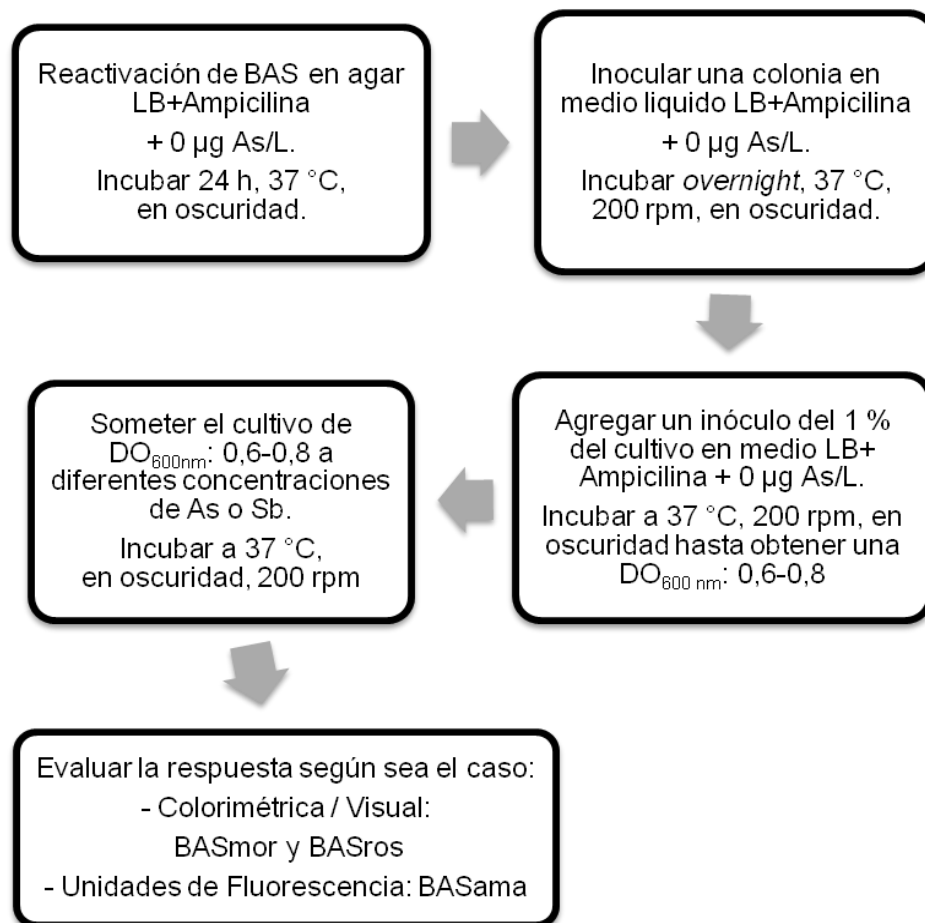 Reactivación de BAS en agar
LB+Ampicilina
+ 0 µg As/L.
Incubar 24 h, 37 °C,
en oscuridad.
Inocular una colonia en
medio liquido LB+Ampicilina
+ 0 µg As/L.
Incubar overnight, 37 °C,
200 rpm, en oscuridad.
Agregar un inóculo del 1 %
del cultivo en medio LB+
Ampicilina + 0 µg As/L.
Incubar a 37 °C, 200 rpm, en
oscuridad hasta obtener una
DO600 nm: 0,6-0,8
Someter el cultivo de
DO600nm: 0,6-0,8 a
diferentes concentraciones
de As o Sb.
Incubar a 37 °C,
en oscuridad, 200 rpm
Evaluar la respuesta según sea el caso:
- Colorimétrica / Visual:
BASmor y BASros
- Unidades de Fluorescencia: BASama